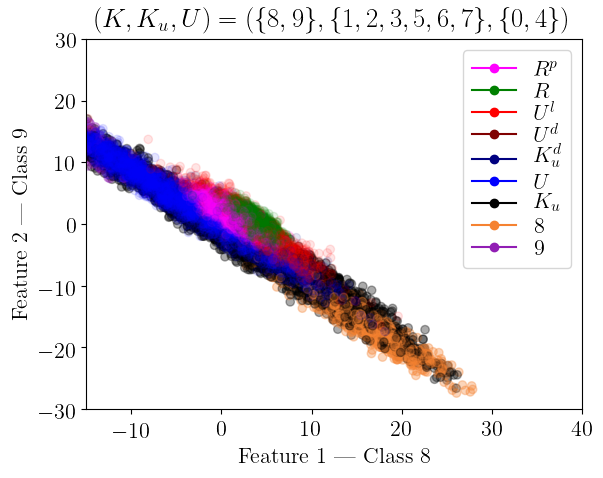 (K, K_u, U) = ({8, 9}, {1, 2, 3, 5, 6, 7}, {0, 4})
30
20
10
0
−10
−20
−30
Feature 2 — Class 9
R^p
R
U^l
U^d
K_u^d
U
K_u
8
9
−10
0
10
20
30
40
Feature 1 — Class 8